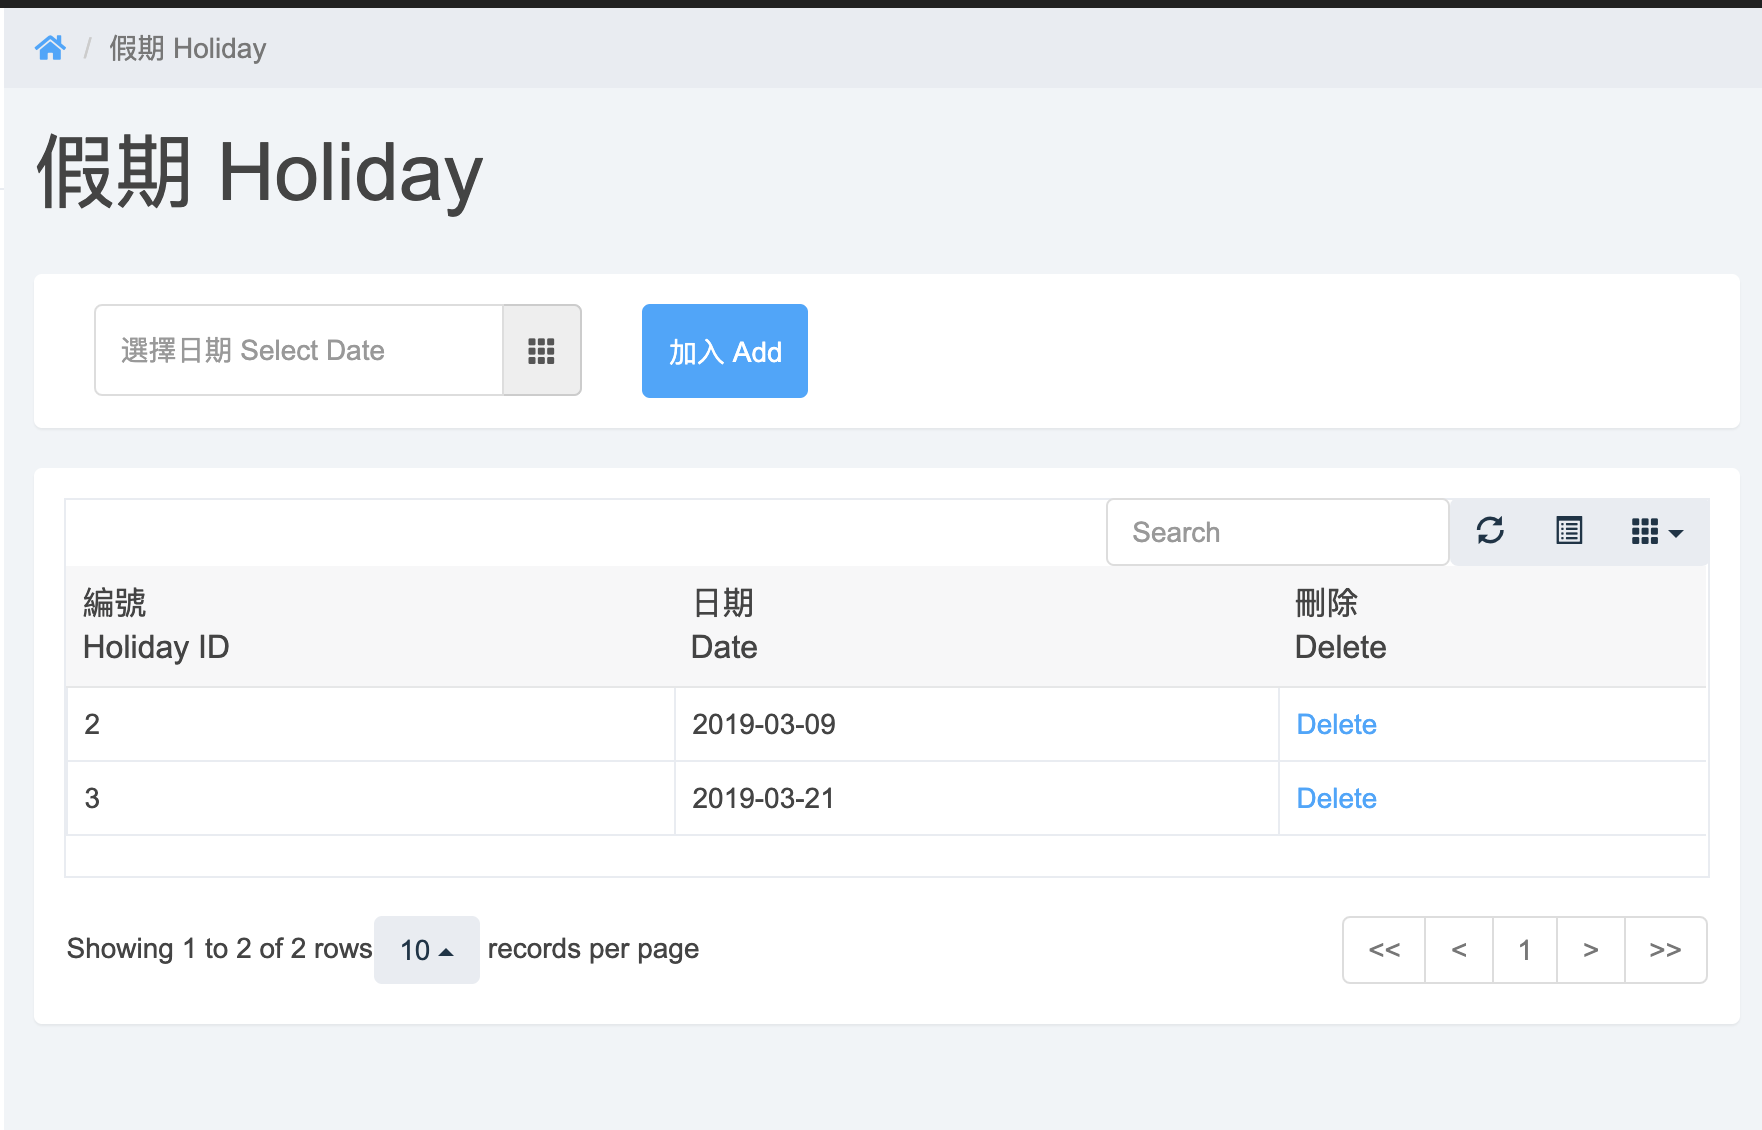 / 假期 Holiday
假期 Holiday
選擇日期 Select Date
加入 Add
Search
編號 日期 刪除
Holiday ID Date Delete
2 2019-03-09 Delete
3 2019-03-21 Delete
Showing 1 to 2 of 2 rows 10 records per page
<< < 1 > >>